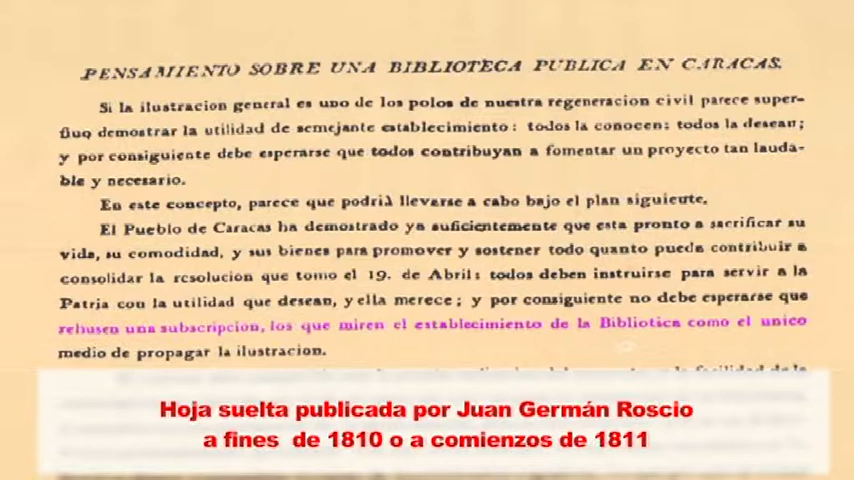 PENSAMIENTO SOBRE UNA BIBLIOTECA PUBLICA EN CARACAS.
Si la ilustracion general es uno de los polos de nuestra regeneracion civil parece super-
fluo demostrar la utilidad de semejante establecimiento: todos la conocen: todos la desean;
y por consiguiente debe esperarse que todos contribuyan a fomentar un proyecto tan lauda-
ble y necesario.
En este concepto, parece que podrià llevarse a cabo bajo el plan siguiente.
El Pueblo de Caracas ha demostrado ya suficientemente que esta pronto a sacrificar su
vida, su comodidad, y sus bienes para promover y sostener todo quanto pueda contribuir a
consolidar la resolucion que tomo el 19. de Abril: todos deben instruirse para servir a la
Patria con la utilidad que desean, y ella merece; y por consiguiente no debe esperarse que
rehusen una subscripcion, los que miren el establecimiento de la Bibliotica como el unico
medio de propagar la ilustracion.
Hoja suelta publicada por Juan Germán Roscio
a fines de 1810 o a comienzos de 1811